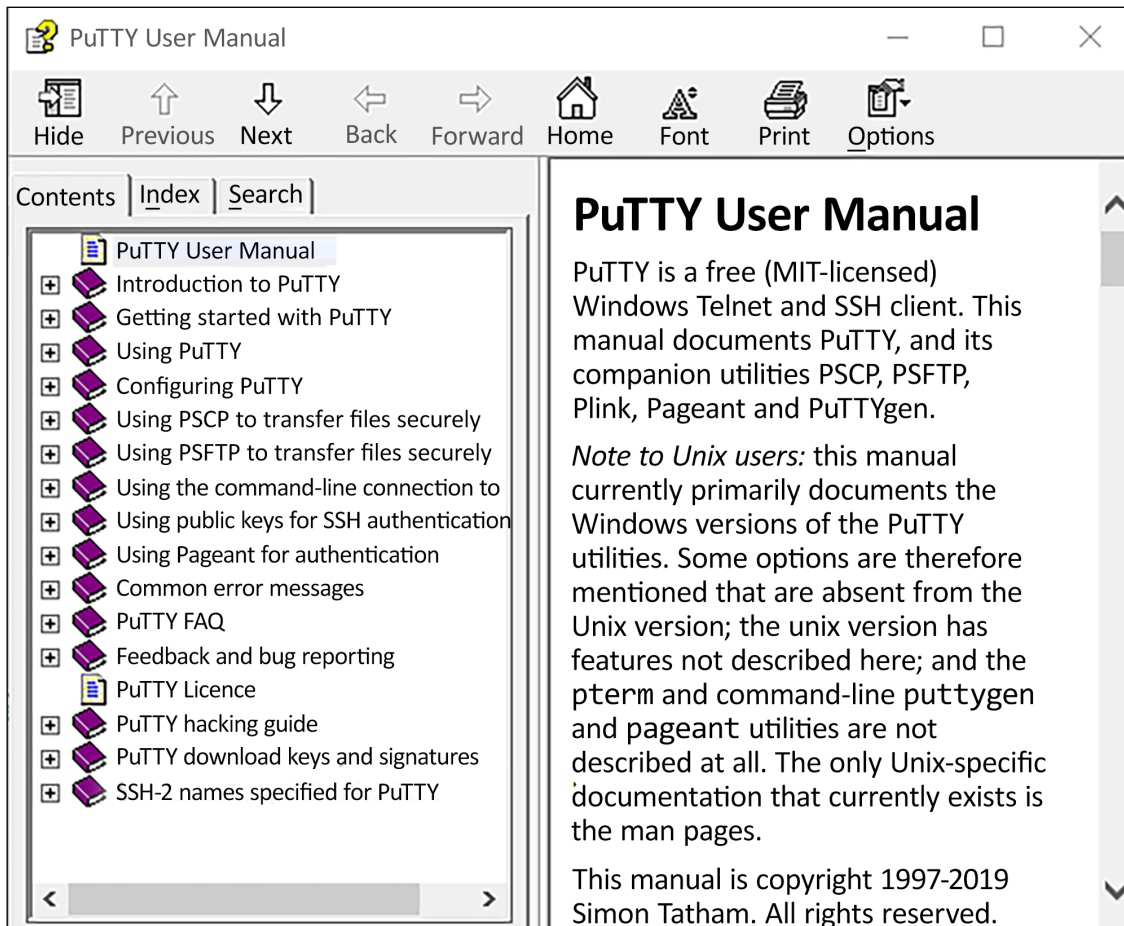 PuTTY User Manual
Hide Previous Next Back Forward Home Font Print Options
Contents Index Search
PuTTY User Manual
Introduction to PuTTY
Getting started with PuTTY
Using PuTTY
Configuring PuTTY
Using PSCP to transfer files securely
Using PSFTP to transfer files securely
Using the command-line connection to
Using public keys for SSH authentication
Using Pageant for authentication
Common error messages
PuTTY FAQ
Feedback and bug reporting
PuTTY Licence
PuTTY hacking guide
PuTTY download keys and signatures
SSH-2 names specified for PuTTY
PuTTY User Manual
PuTTY is a free (MIT-licensed)
Windows Telnet and SSH client. This
manual documents PuTTY, and its
companion utilities PSCP, PSFTP,
Plink, Pageant and PuTTYgen.
Note to Unix users: this manual
currently primarily documents the
Windows versions of the PuTTY
utilities. Some options are therefore
mentioned that are absent from the
Unix version; the unix version has
features not described here; and the
pterm and command-line puttygen
and pageant utilities are not
described at all. The only Unix-specific
documentation that currently exists is
the man pages.
This manual is copyright 1997-2019
Simon Tatham. All rights reserved.